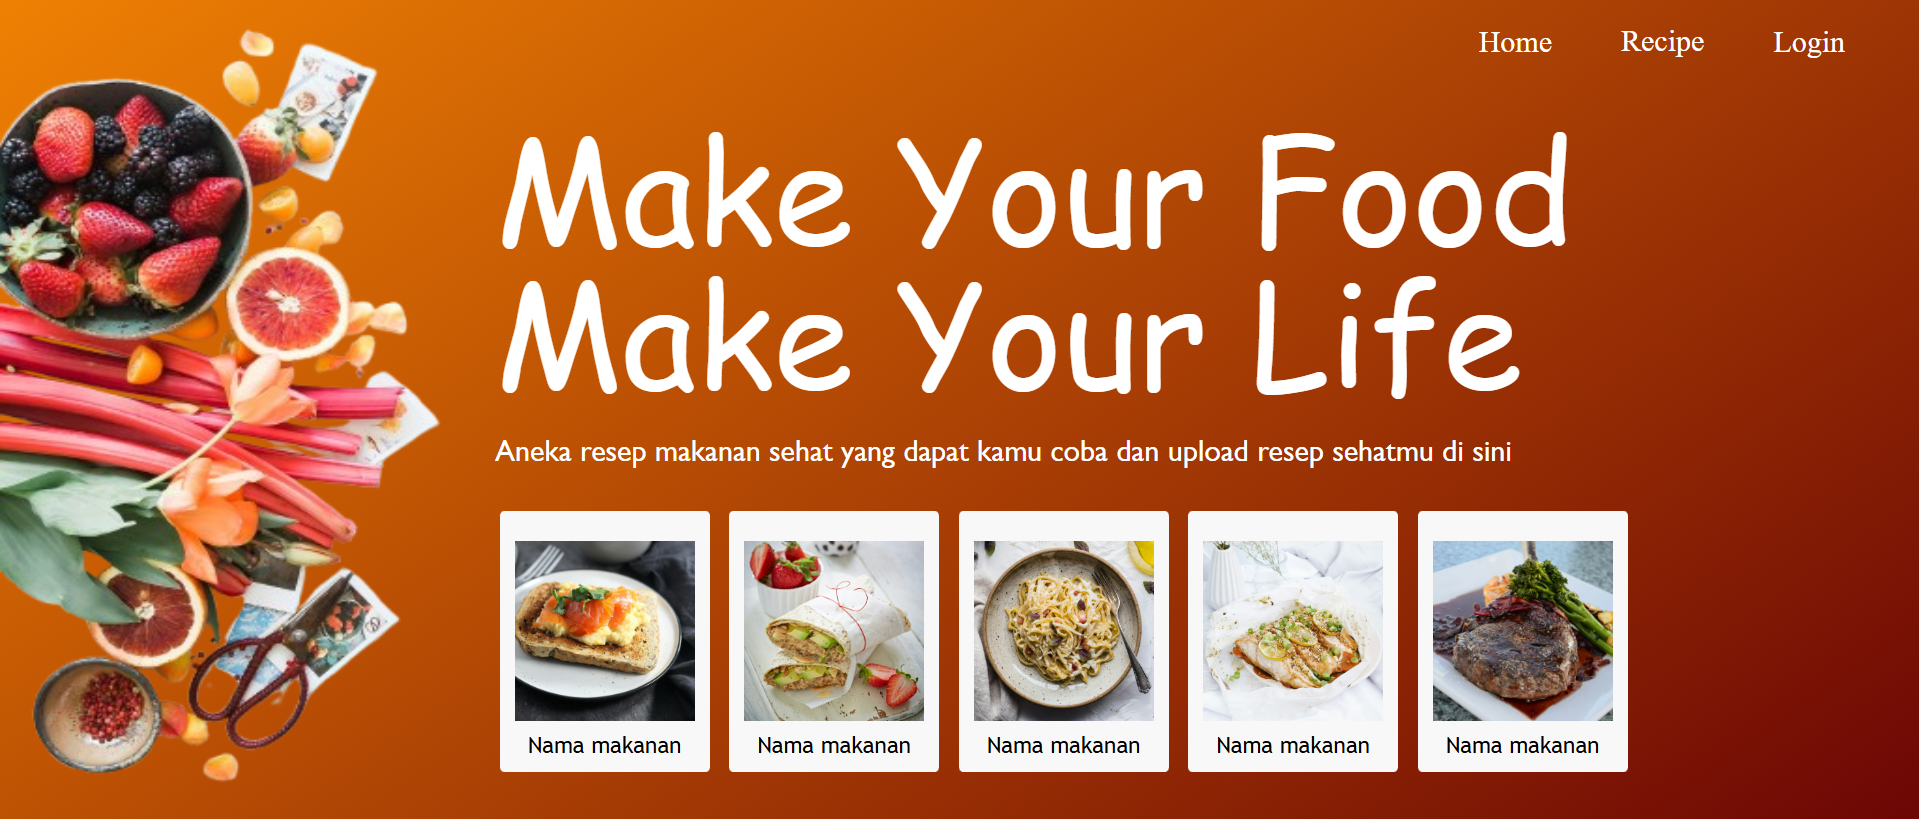 Home Recipe Login
Make Your Food
Make Your Life
Aneka resep makanan sehat yang dapat kamu coba dan upload resep sehatmu di sini
Nama makanan Nama makanan Nama makanan Nama makanan Nama makanan